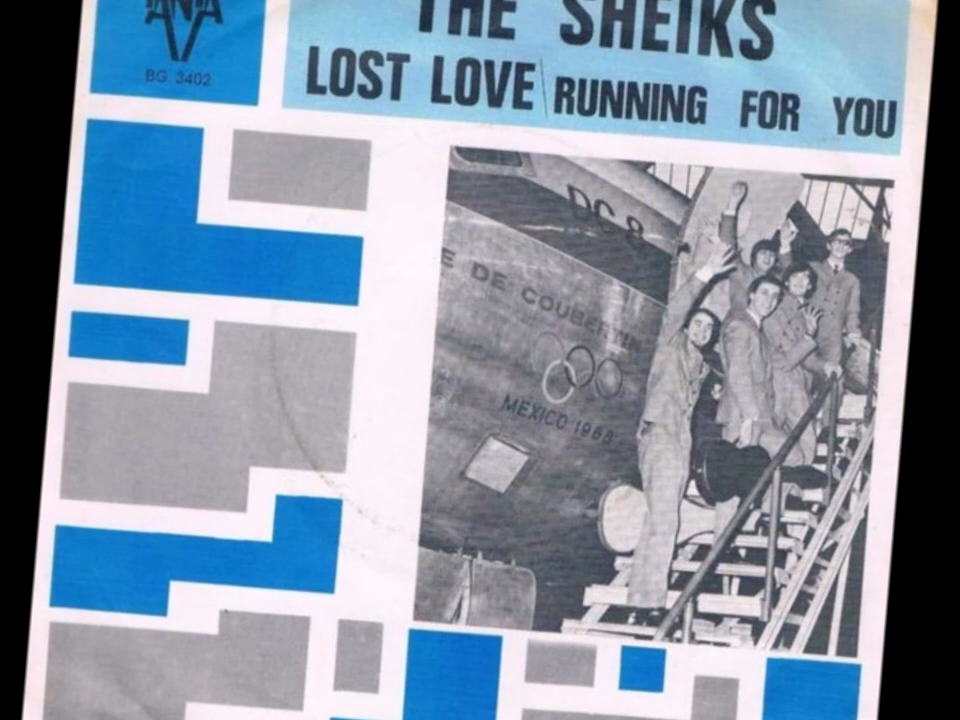 THE SHEIKS
BG 3402
LOST LOVE RUNNING FOR YOU
DC 8
E DE COUBERTIN
MEXICO 1968